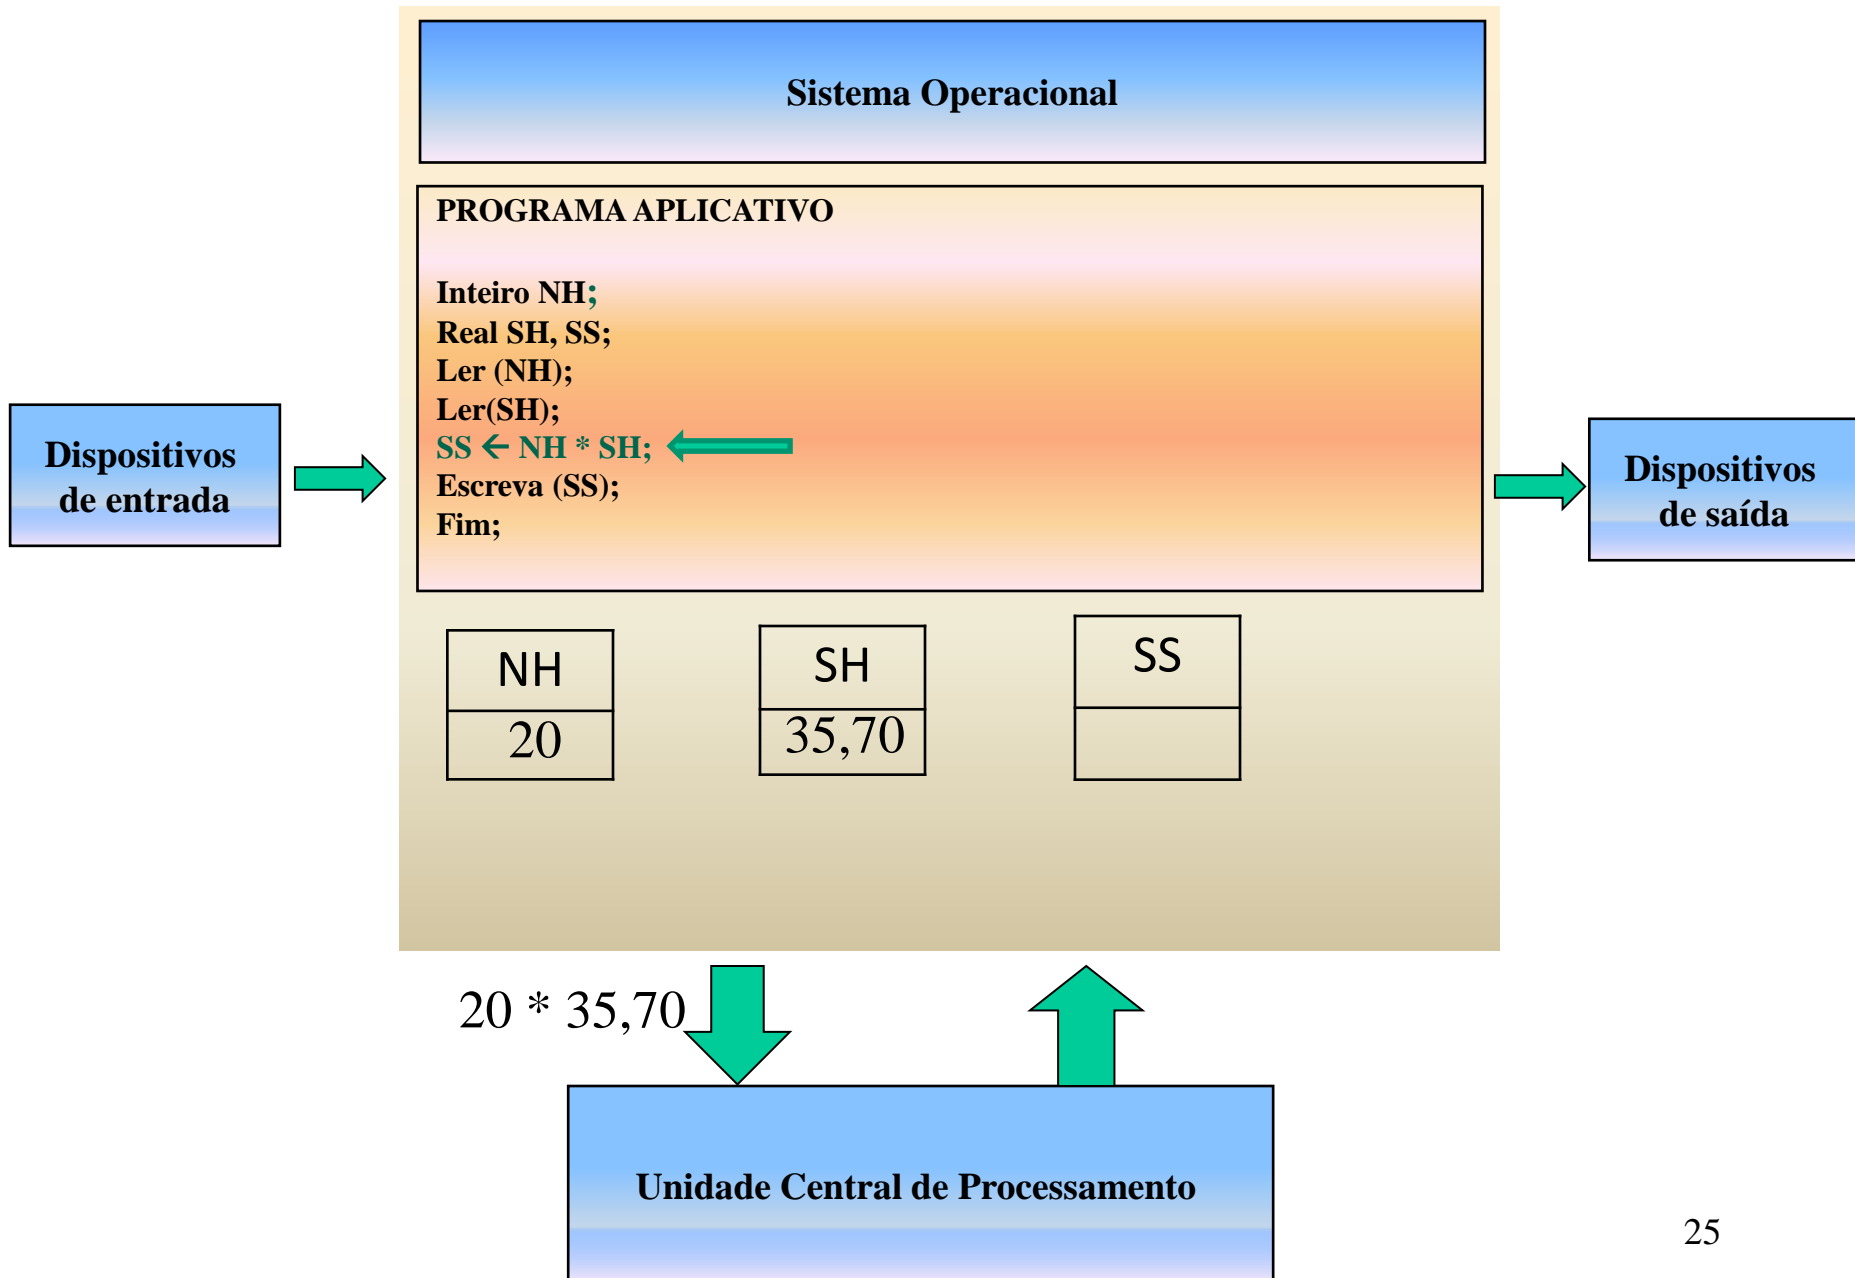 Sistema Operacional
PROGRAMA APLICATIVO
Inteiro NH;
Real SH, SS;
Ler (NH);
Ler(SH);
SS ← NH * SH;
Escreva (SS);
Fim;
Dispositivos
de entrada
Dispositivos
de saída
NH
20
SH
35,70
SS
20 * 35,70
Unidade Central de Processamento
25